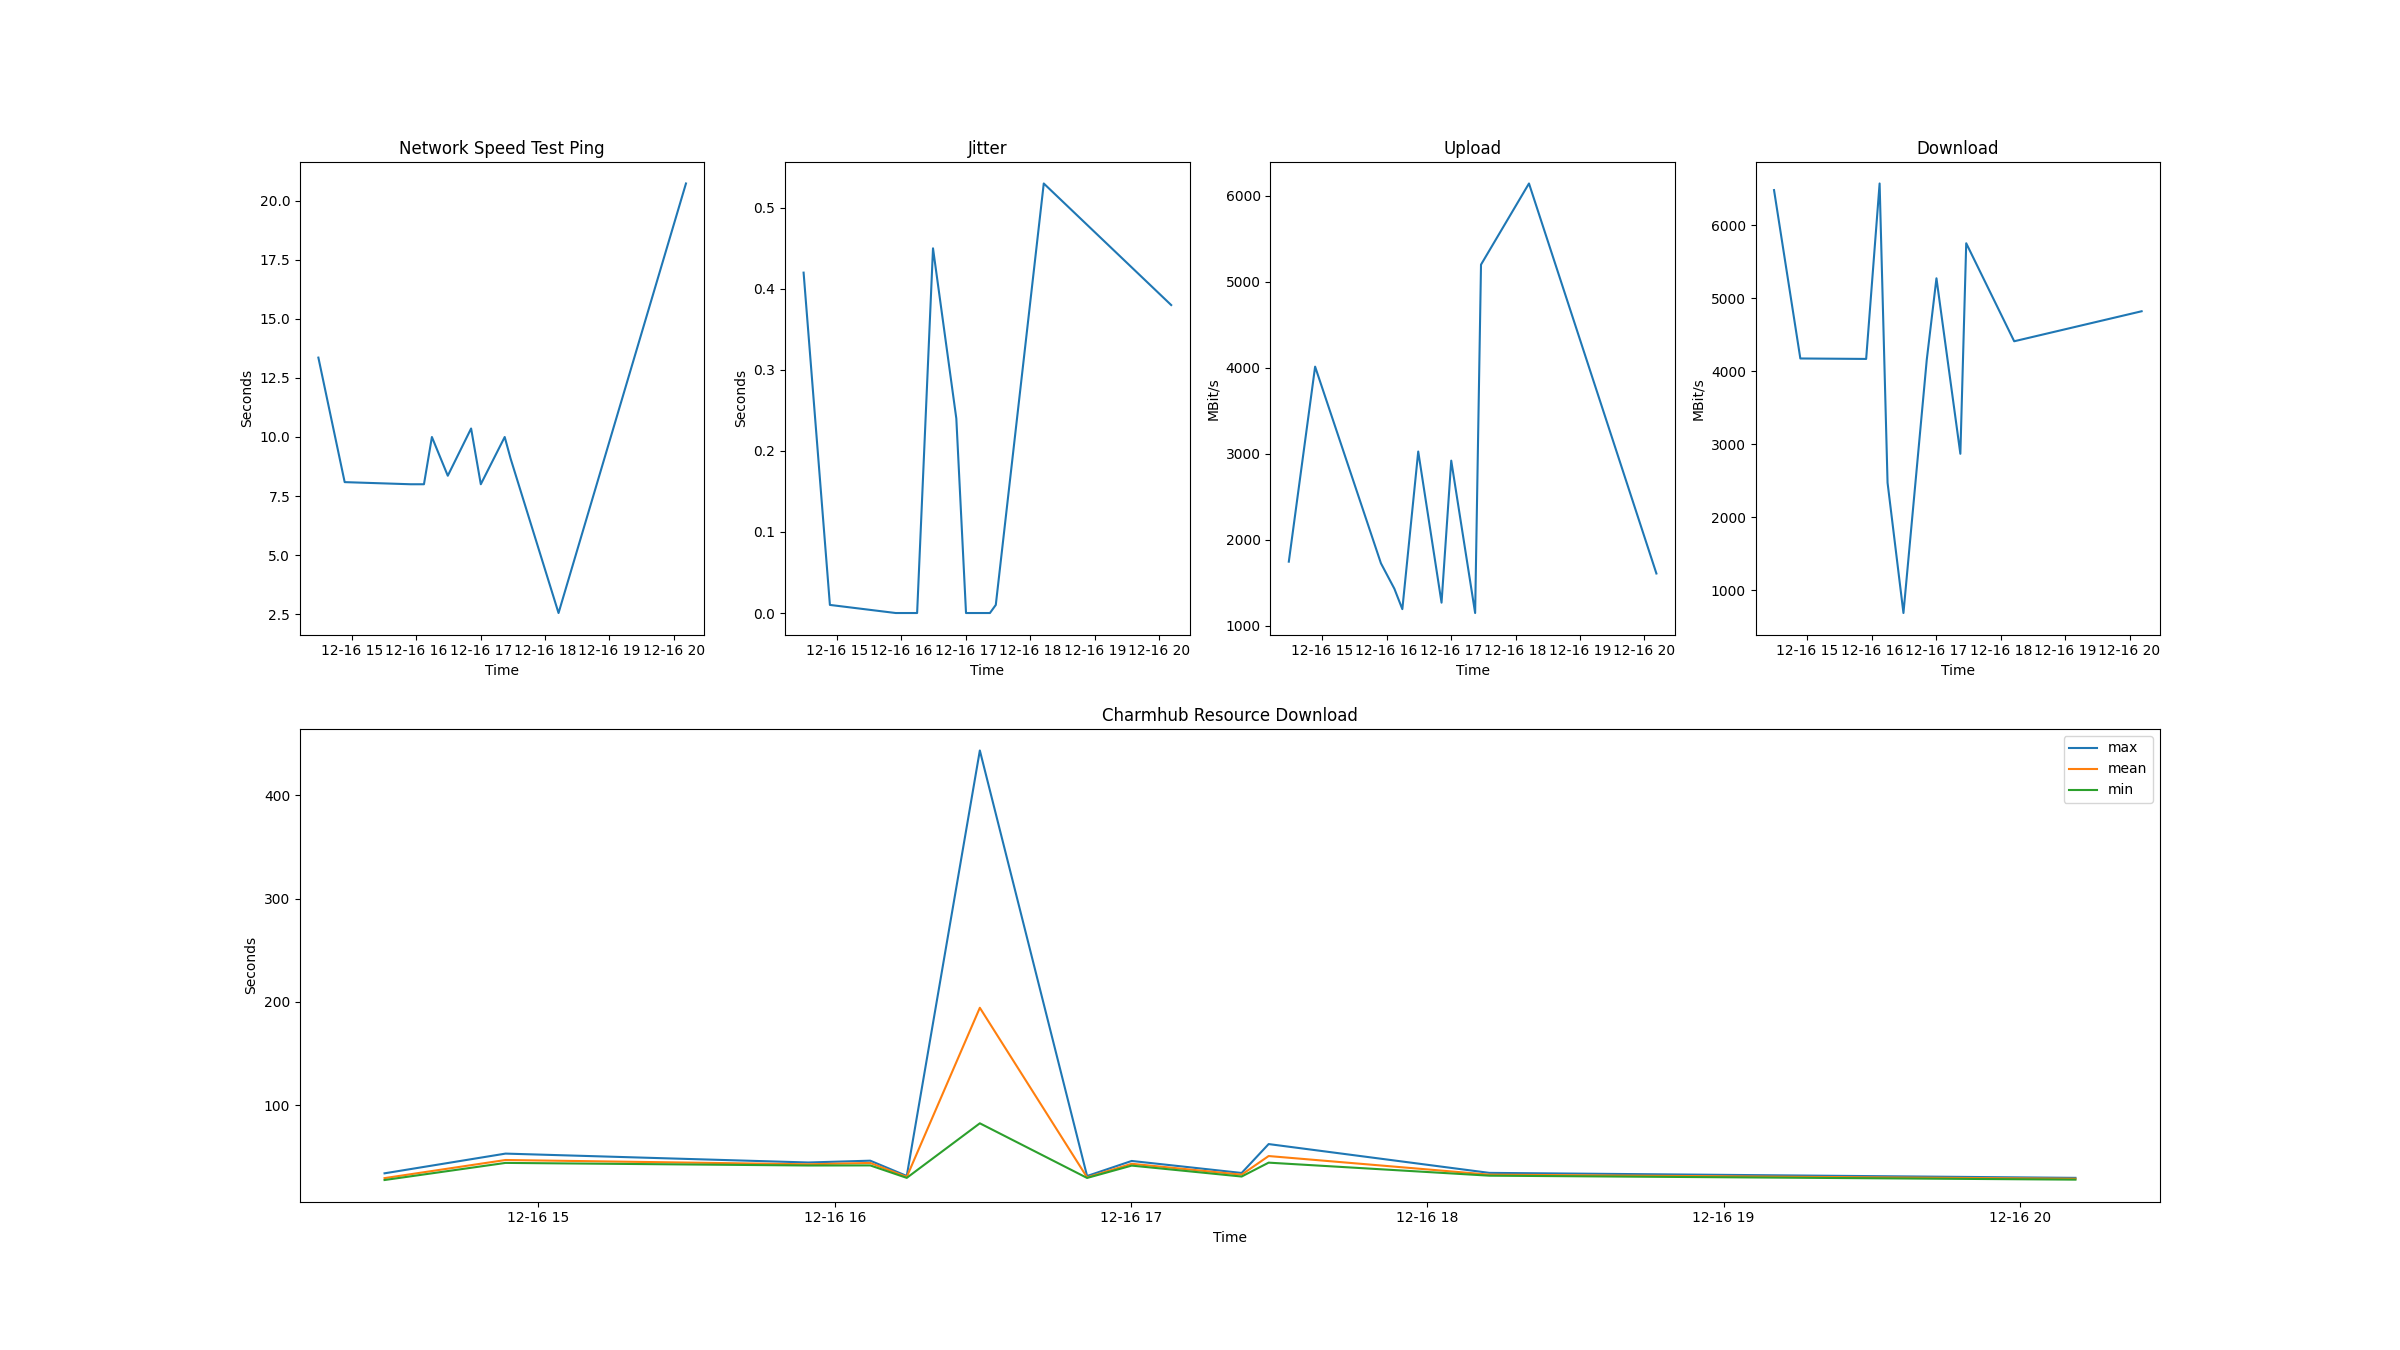 Network Speed Test Ping
Seconds
20.0
17.5
15.0
12.5
10.0
7.5
5.0
2.5
12-16 15 12-16 16 12-16 17 12-16 18 12-16 19 12-16 20
Time
Jitter
Seconds
0.5
0.4
0.3
0.2
0.1
0.0
12-16 15 12-16 16 12-16 17 12-16 18 12-16 19 12-16 20
Time
Upload
MBit/s
6000
5000
4000
3000
2000
1000
12-16 15 12-16 16 12-16 17 12-16 18 12-16 19 12-16 20
Time
Download
MBit/s
6000
5000
4000
3000
2000
1000
12-16 15 12-16 16 12-16 17 12-16 18 12-16 19 12-16 20
Time
Charmhub Resource Download
Seconds
400
300
200
100
max
mean
min
12-16 15 12-16 16 12-16 17 12-16 18 12-16 19 12-16 20
Time